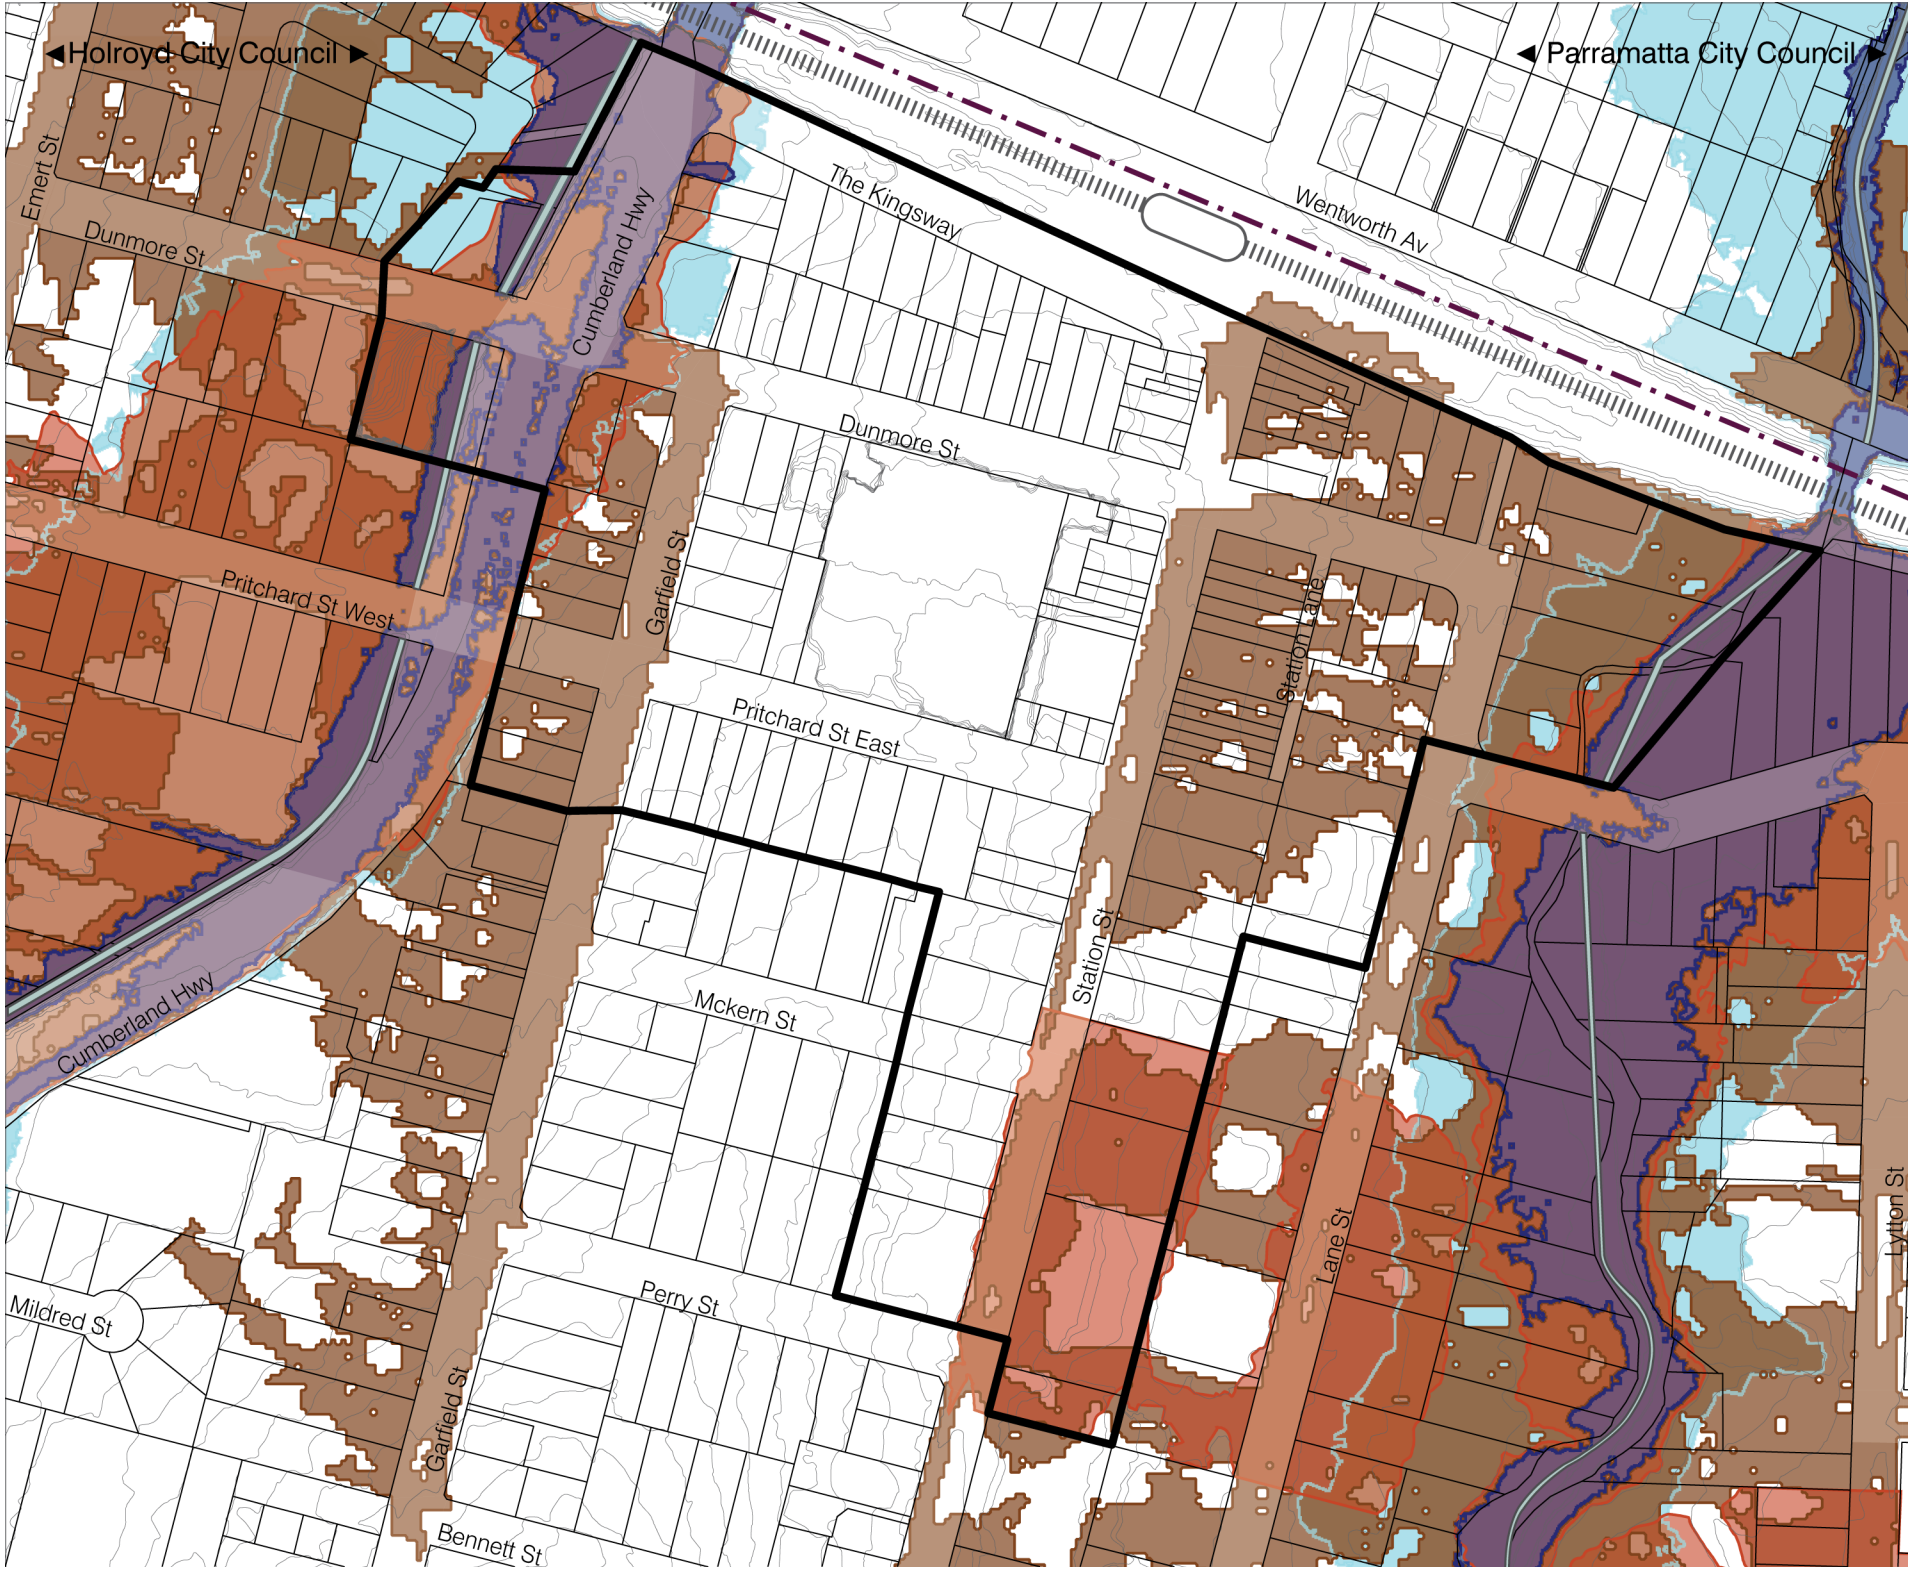 ◄Holroyd City Council ►
◄ Parramatta City Council ►
Emert St
Dunmore St
Cumberland Hwy
The Kingsway
Wentworth Av
Dunmore St
Pritchard St West
Garfield St
Station Lane
Pritchard St East
Station St
Cumberland Hwy
Mckern St
Lane St
Lytton St
Mildred St
Perry St
Garfield St
Bennett St